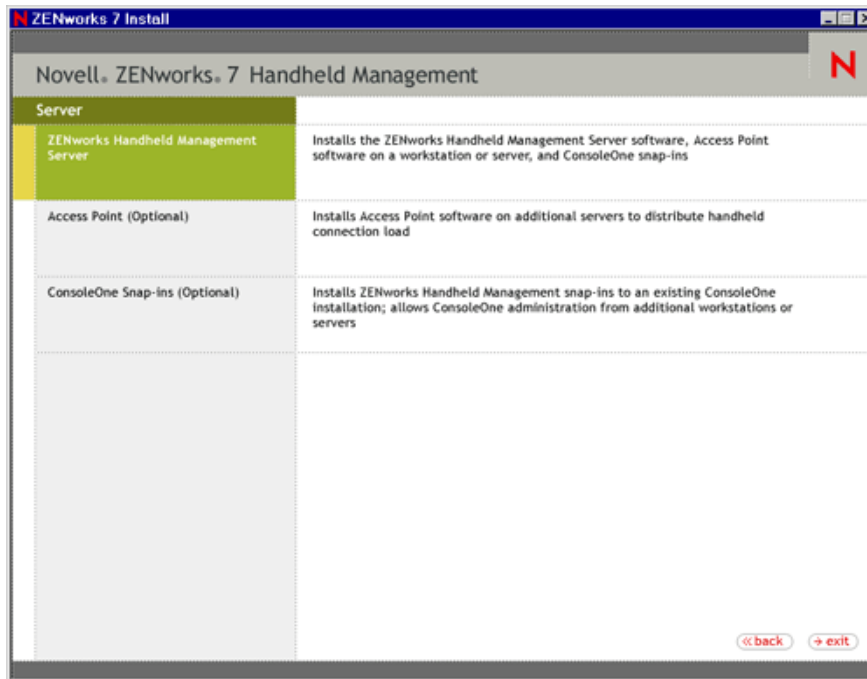 N ZENworks 7 Install
Novell® ZENworks® 7 Handheld Management
N
Server
ZENworks Handheld Management
Server
Installs the ZENworks Handheld Management Server software, Access Point
software on a workstation or server, and ConsoleOne snap-ins
Access Point (Optional)
Installs Access Point software on additional servers to distribute handheld
connection load
ConsoleOne Snap-ins (Optional)
Installs ZENworks Handheld Management snap-ins to an existing ConsoleOne
installation; allows ConsoleOne administration from additional workstations or
servers
«back
→ exit